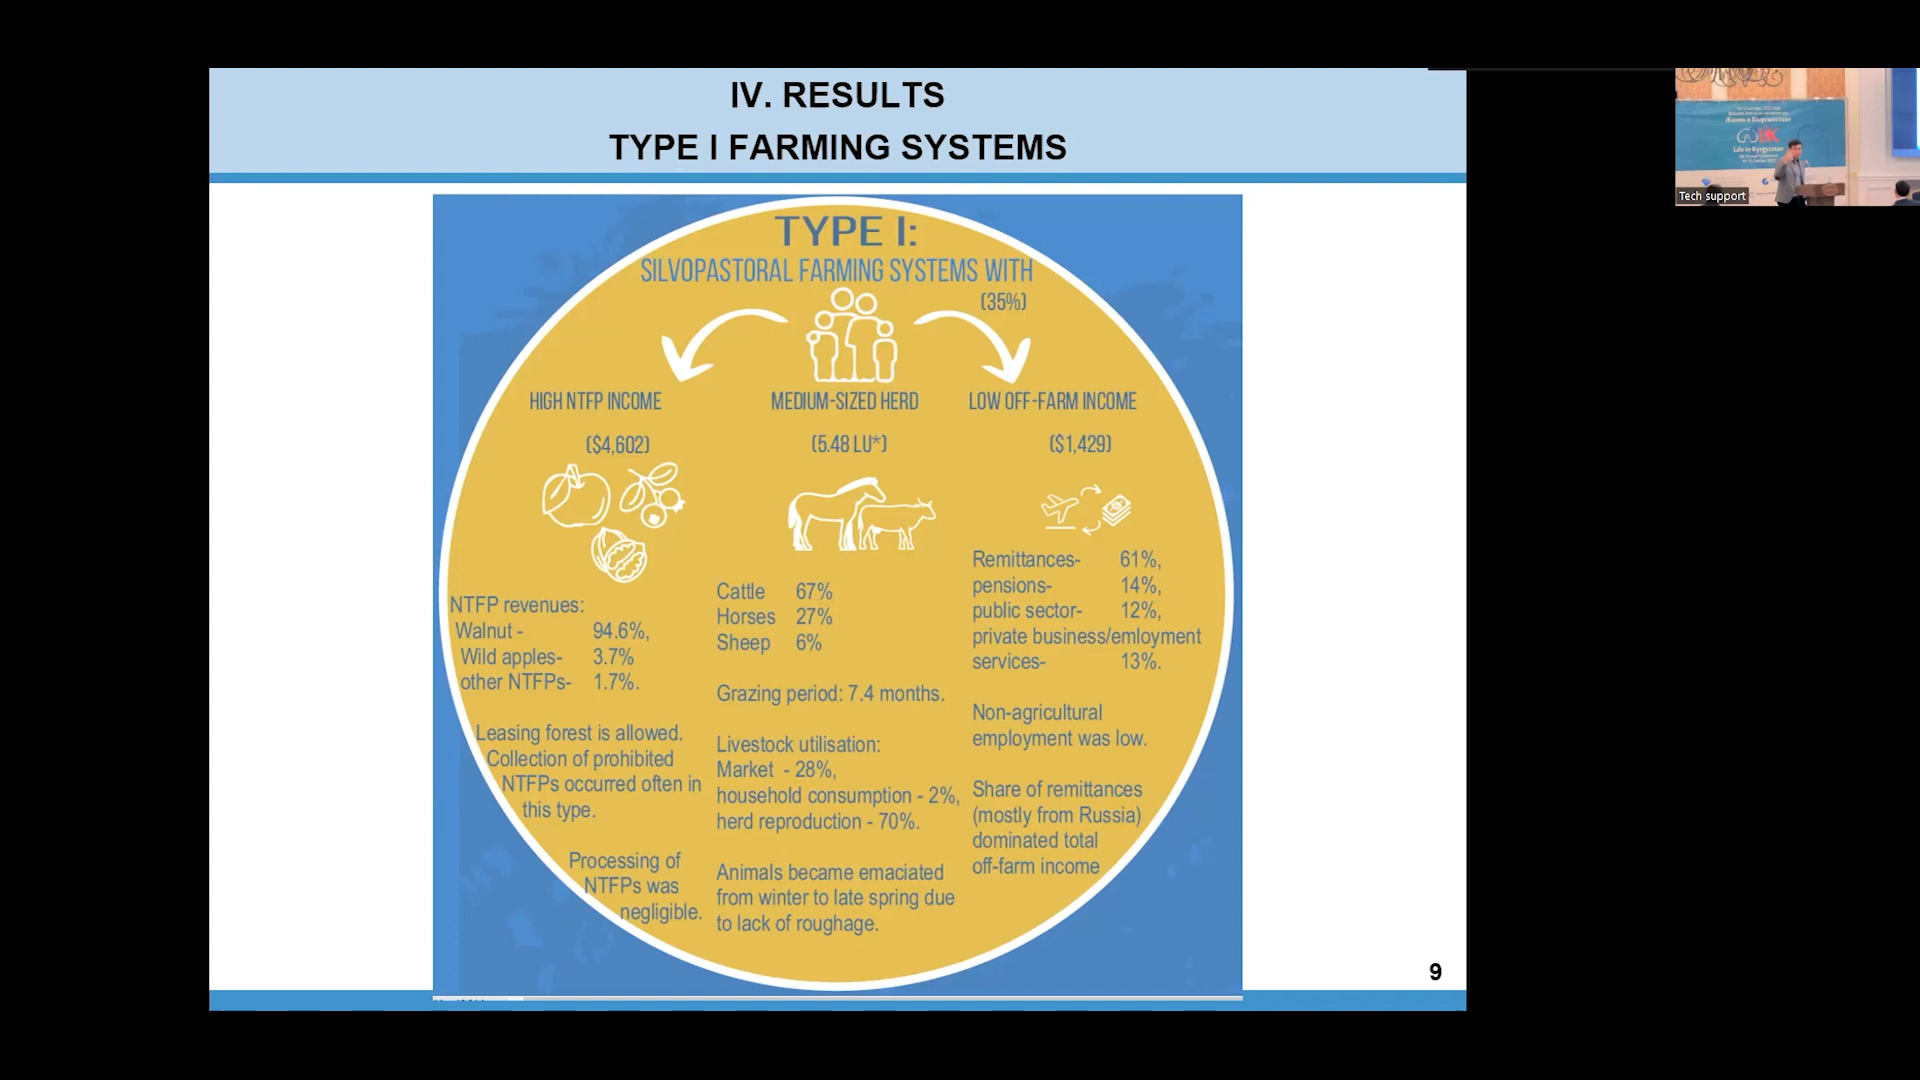 IV. RESULTS
TYPE I FARMING SYSTEMS
TYPE I:
SILVOPASTORAL FARMING SYSTEMS WITH
(35%)
HIGH NTFP INCOME
($4,602)
NTFP revenues:
Walnut - 94.6%,
Wild apples- 3.7%
other NTFPs- 1.7%.
Leasing forest is allowed.
Collection of prohibited
NTFPs occurred often in
this type.
Processing of
NTFPs was
negligible.
MEDIUM-SIZED HERD
(5.48 LU*)
Cattle 67%
Horses 27%
Sheep 6%
Grazing period: 7.4 months.
Livestock utilisation:
Market - 28%,
household consumption - 2%,
herd reproduction - 70%.
Animals became emaciated
from winter to late spring due
to lack of roughage.
LOW OFF-FARM INCOME
($1,429)
Remittances- 61%,
pensions- 14%,
public sector- 12%,
private business/emloyment
services- 13%.
Non-agricultural
employment was low.
Share of remittances
(mostly from Russia)
dominated total
off-farm income
9
Жизнь в Кыргызстане
Life in Kyrgyzstan
Tech support